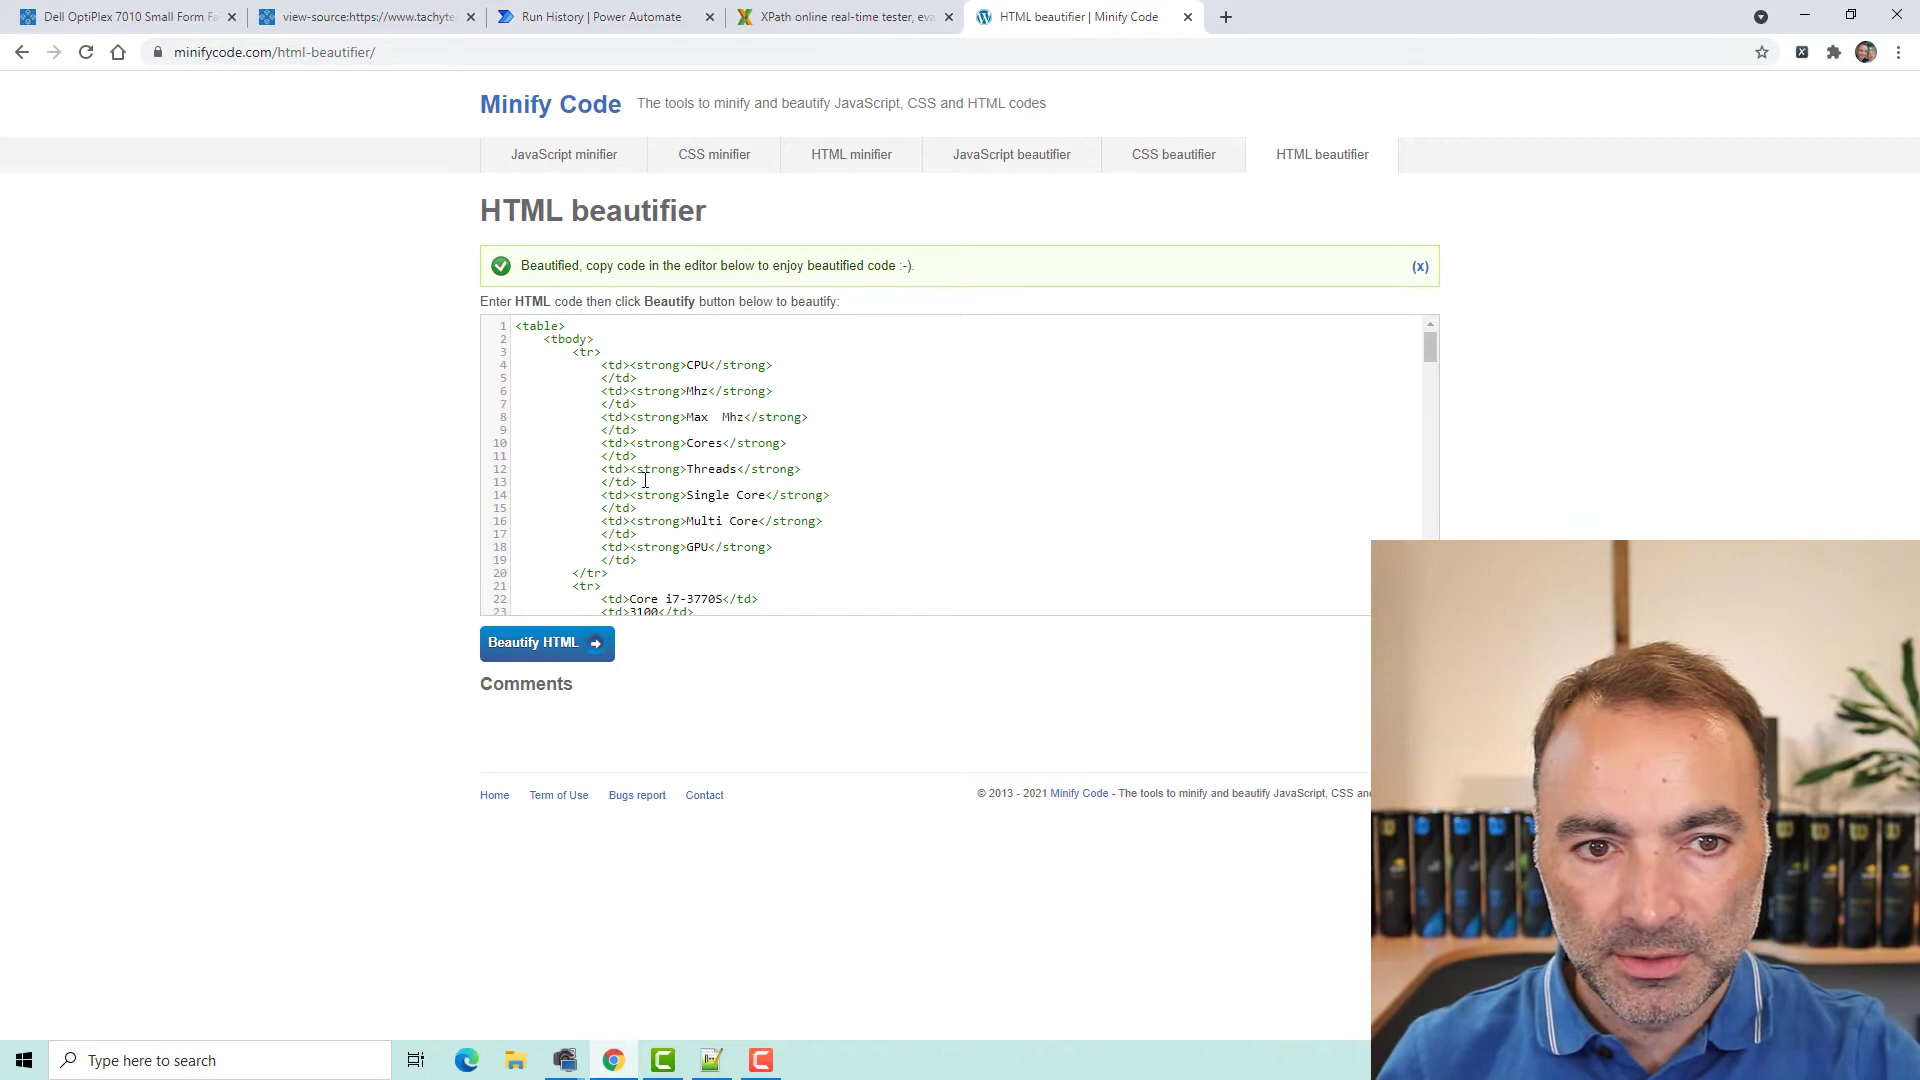 Dell OptiPlex 7010 Small Form Fa
view-source:https://www.tachyte
Run History | Power Automate
XPath online real-time tester, eva
HTML beautifier | Minify Code
minifycode.com/html-beautifier/
Minify Code
The tools to minify and beautify JavaScript, CSS and HTML codes
JavaScript minifier
CSS minifier
HTML minifier
JavaScript beautifier
CSS beautifier
HTML beautifier
HTML beautifier
Beautified, copy code in the editor below to enjoy beautified code :-).
(x)
Enter HTML code then click Beautify button below to beautify:
1 <table>
2 <tbody>
3 <tr>
4 <td><strong>CPU</strong>
5 </td>
6 <td><strong>Mhz</strong>
7 </td>
8 <td><strong>Max  Mhz</strong>
9 </td>
10 <td><strong>Cores</strong>
11 </td>
12 <td><strong>Threads</strong>
13 </td>
14 <td><strong>Single Core</strong>
15 </td>
16 <td><strong>Multi Core</strong>
17 </td>
18 <td><strong>GPU</strong>
19 </td>
20 </tr>
21 <tr>
22 <td>Core i7-3770S</td>
23 <td>3100</td>
Beautify HTML
Comments
Home
Term of Use
Bugs report
Contact
© 2013 - 2021 Minify Code - The tools to minify and beautify JavaScript, CSS an
Type here to search